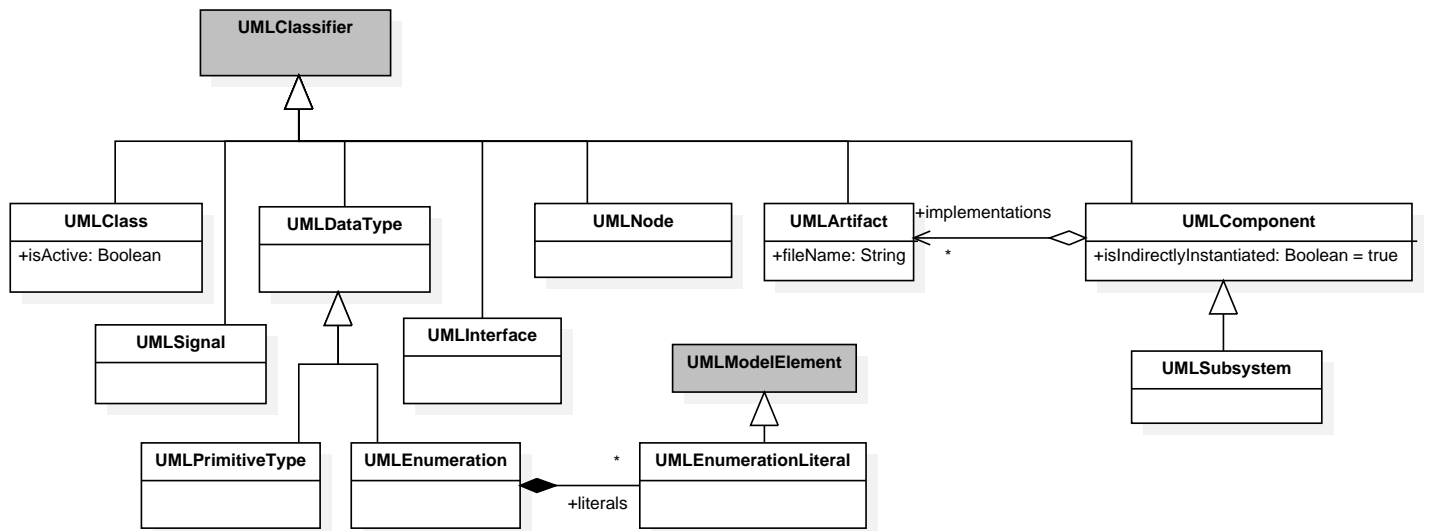 UMLClassifier
UMLClass
+isActive: Boolean
UMLDataType
UMLNode
UMLArtifact
+fileName: String
+implementations
*
UMLComponent
+isIndirectlyInstantiated: Boolean = true
UMLSignal
UMLInterface
UMLModelElement
UMLSubsystem
UMLPrimitiveType
UMLEnumeration
*
+literals
UMLEnumerationLiteral